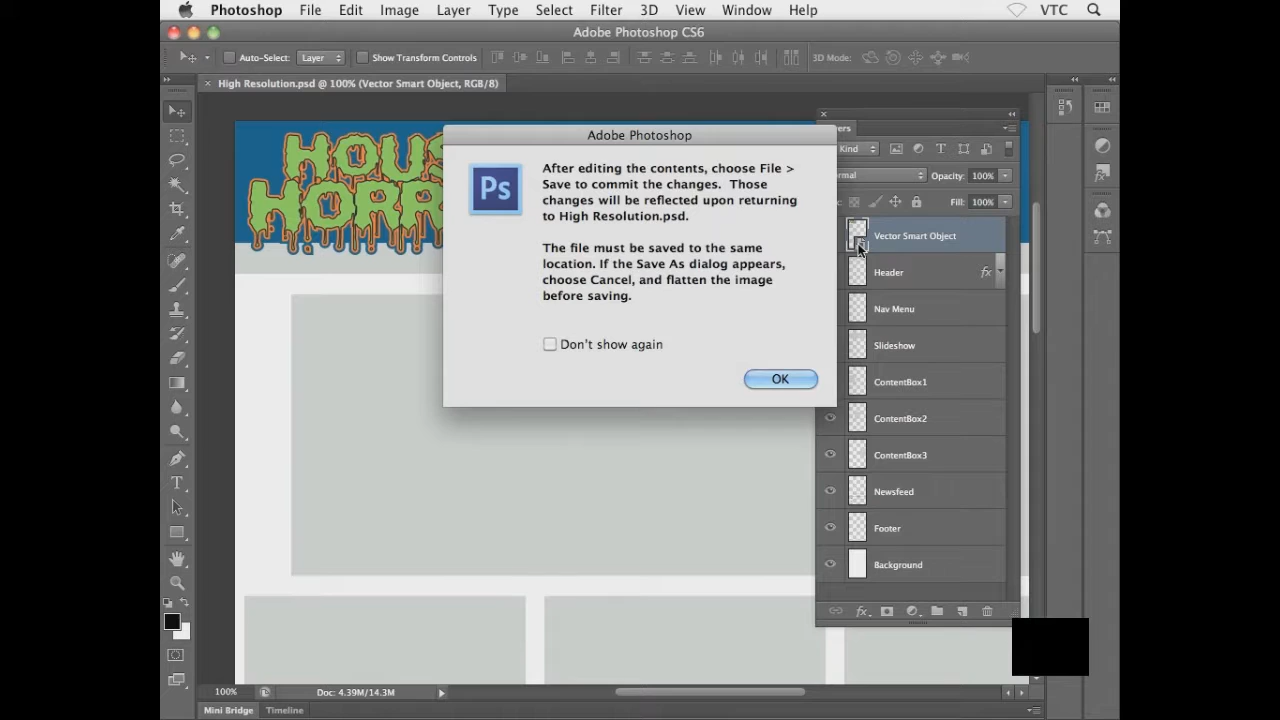 Photoshop File Edit Image Layer Type Select Filter 3D View Window Help VTC
Adobe Photoshop CS6
Auto-Select: Layer Show Transform Controls 3D Mode:
× High Resolution.psd @ 100% (Vector Smart Object, RGB/8)
HOUS
HORR
Adobe Photoshop
After editing the contents, choose File >
Save to commit the changes. Those
changes will be reflected upon returning
to High Resolution.psd.
The file must be saved to the same
location. If the Save As dialog appears,
choose Cancel, and flatten the image
before saving.
Don't show again
OK
Ps
yers
Kind
rmal Opacity: 100%
Fill: 100%
Vector Smart Object
Header fx
Nav Menu
Slideshow
ContentBox1
ContentBox2
ContentBox3
Newsfeed
Footer
Background
fx
100% Doc: 4.39M/14.3M
Mini Bridge Timeline